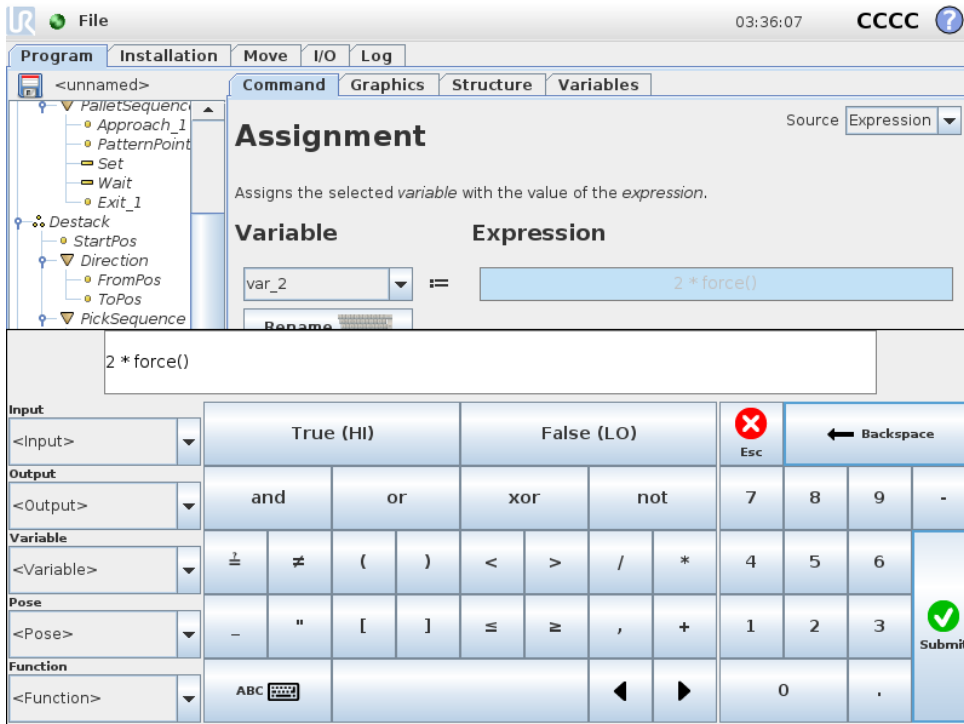 UR File 03:36:07 CCCC ?
Program Installation Move I/O Log
<unnamed> Command Graphics Structure Variables
PalletSequence
Approach_1
PatternPoint
Set
Wait
Exit_1
Destack
StartPos
Direction
FromPos
ToPos
PickSequence
Source Expression
Assignment
Assigns the selected variable with the value of the expression.
Variable Expression
var_2 := 2 * force()
Rename
2 * force()
Input
<Input> True (HI) False (LO) Esc Backspace
Output
<Output> and or xor not 7 8 9 -
Variable
<Variable> ≟ ≠ ( ) < > / * 4 5 6
Pose
<Pose> _ " [ ] ≤ ≥ , + 1 2 3 Submit
Function
<Function> ABC 0 .